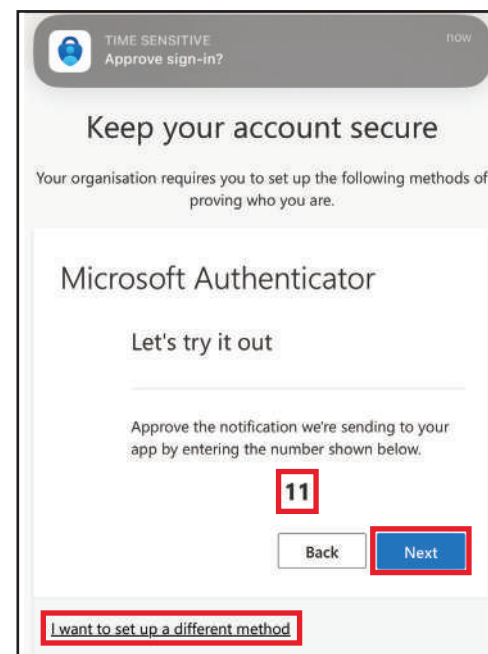 TIME SENSITIVE
now
Approve sign-in?
Keep your account secure
Your organisation requires you to set up the following methods of
proving who you are.
Microsoft Authenticator
Let's try it out
Approve the notification we're sending to your
app by entering the number shown below.
11
Back
Next
I want to set up a different method